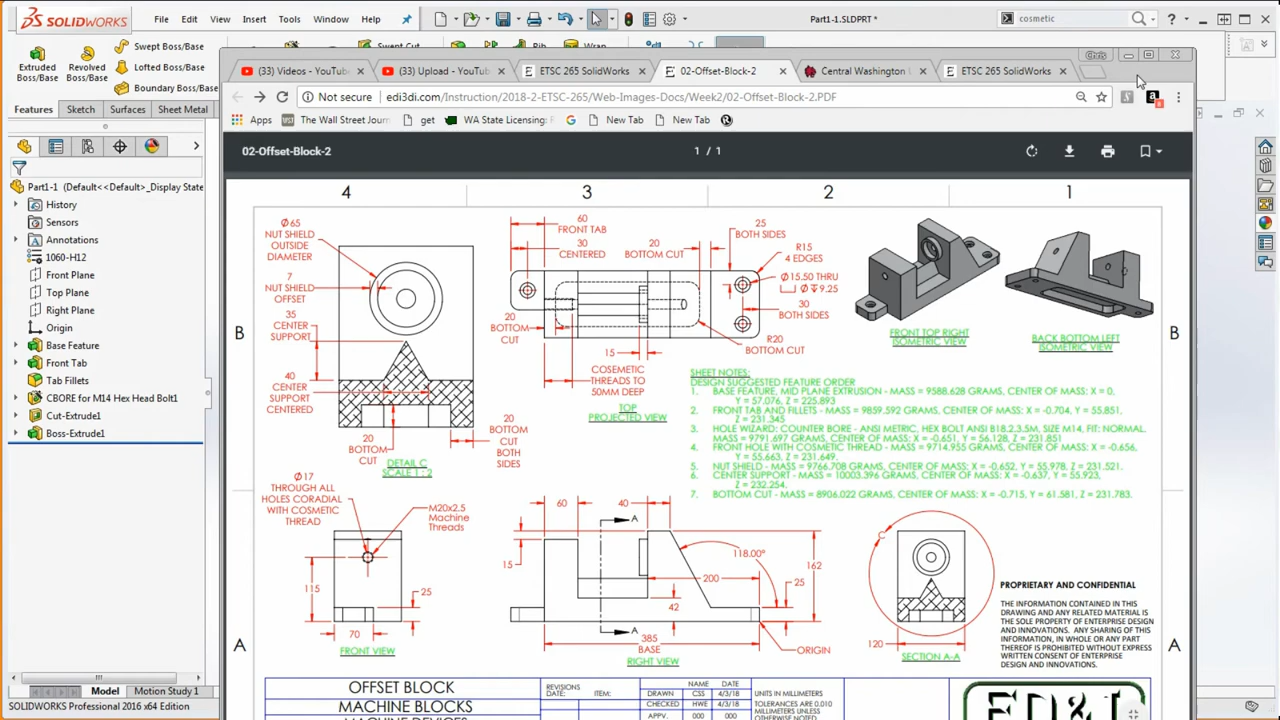 SOLIDWORKS
File
Edit
View
Insert
Tools
Window
Help
Part1-1.SLDPRT *
cosmetic
Extruded
Boss/Base
Revolved
Boss/Base
Swept Boss/Base
Lofted Boss/Base
Boundary Boss/Base
Swept Cut
Rib
Wrap
Chris
Features
Sketch
Surfaces
Sheet Metal
(33) Videos - YouTube
(33) Upload - YouTube
ETSC 265 SolidWorks
02-Offset-Block-2
Central Washington U
ETSC 265 SolidWorks
Not secure
edi3di.com/Instruction/2018-2-ETSC-265/Web-Images-Docs/Week2/02-Offset-Block-2.PDF
Apps
The Wall Street Journ
get
WA State Licensing:
New Tab
New Tab
02-Offset-Block-2
1 / 1
Part1-1 (Default<<Default>_Display State
History
Sensors
Annotations
1060-H12
Front Plane
Top Plane
Right Plane
Origin
Base Feature
Front Tab
Tab Fillets
CBORE for M14 Hex Head Bolt1
Cut-Extrude1
Boss-Extrude1
4
3
2
1
B
B
A
A
Ø65
NUT SHIELD
OUTSIDE
DIAMETER
7
NUT SHIELD
OFFSET
35
CENTER
SUPPORT
40
CENTER
SUPPORT
CENTERED
20
BOTTOM
CUT
20
BOTTOM
CUT
BOTH
SIDES
DETAIL C
SCALE 1 : 2
60
FRONT TAB
30
CENTERED
20
BOTTOM CUT
25
BOTH SIDES
R15
4 EDGES
Ø15.50 THRU
⌴ Ø ↧ 9.25
30
BOTH SIDES
20
BOTTOM
CUT
R20
BOTTOM CUT
15
COSEMETIC
THREADS TO
50MM DEEP
TOP
PROJECTED VIEW
FRONT TOP RIGHT
ISOMETRIC VIEW
BACK BOTTOM LEFT
ISOMETRIC VIEW
SHEET NOTES:
DESIGN SUGGESTED FEATURE ORDER
1. BASE FEATURE, MID PLANE EXTRUSION - MASS = 9588.628 GRAMS, CENTER OF MASS: X = 0,
Y = 57.076, Z = 225.893
2. FRONT TAB AND FILLETS - MASS = 9859.592 GRAMS, CENTER OF MASS: X = -0.704, Y = 55.851,
Z = 231.345
3. HOLE WIZARD: COUNTER BORE - ANSI METRIC, HEX BOLT ANSI B18.2.3.5M, SIZE M14, FIT: NORMAL.
MASS = 9791.697 GRAMS, CENTER OF MASS: X = -0.651, Y = 56.128, Z = 231.851
4. FRONT HOLE WITH COSMETIC THREAD - MASS = 9714.955 GRAMS, CENTER OF MASS: X = -0.656,
Y = 55.663, Z = 231.649.
5. NUT SHIELD - MASS = 9766.708 GRAMS, CENTER OF MASS: X = -0.652, Y = 55.978, Z = 231.521.
6. CENTER SUPPORT - MASS = 10003.396 GRAMS, CENTER OF MASS: X = -0.637, Y = 55.923,
Z = 232.254.
7. BOTTOM CUT - MASS = 8906.022 GRAMS, CENTER OF MASS: X = -0.715, Y = 61.581, Z = 231.783.
Ø17
THROUGH ALL
HOLES CORADIAL
WITH COSMETIC
THREAD
M20x2.5
Machine
Threads
115
25
70
FRONT VIEW
60
40
A
15
118.00°
200
42
25
162
A
385
BASE
ORIGIN
RIGHT VIEW
C
120
SECTION A-A
PROPRIETARY AND CONFIDENTIAL
THE INFORMATION CONTAINED IN THIS
DRAWING AND ANY RELATED MATERIAL IS
THE SOLE PROPERTY OF ENTERPRISE DESIGN
AND INNOVATIONS. ANY SHARING OF THIS
INFORMATION, IN WHOLE OR ANY PART
THEREOF IS PROHIBITED WITHOUT EXPRESS
WRITTEN CONSENT OF ENTERPRISE
DESIGN AND INNOVATIONS.
OFFSET BLOCK
MACHINE BLOCKS
MACHINE DEVICES
REVISIONS
DATE:
ITEM:
NAME
DATE
DRAWN
CSS
4/3/18
CHECKED
HWE
4/3/18
APPV.
000
000
UNITS IN MILLIMETERS
TOLERANCES ARE 0.010
MILLIMETERS UNLESS
OTHERWISE NOTED
ED&I
Model
Motion Study 1
SOLIDWORKS Professional 2016 x64 Edition